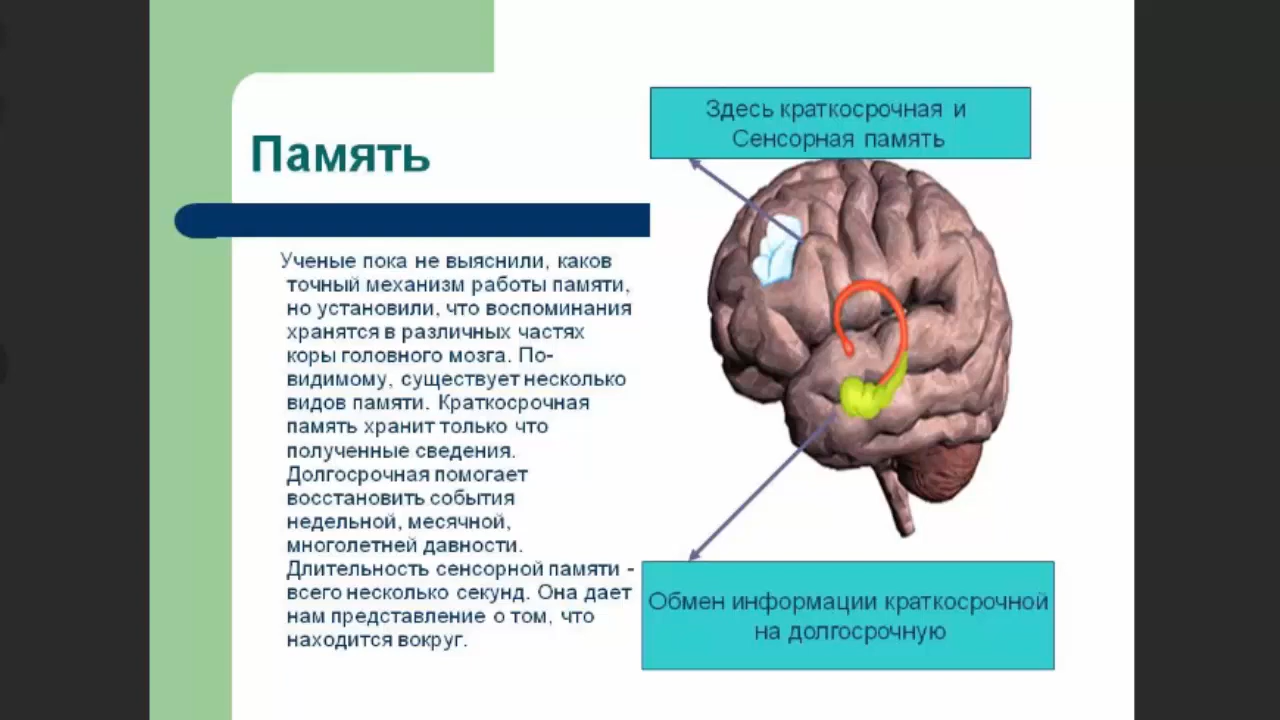 Память
Здесь краткосрочная и
Сенсорная память
Ученые пока не выяснили, каков
точный механизм работы памяти,
но установили, что воспоминания
хранятся в различных частях
коры головного мозга. По-
видимому, существует несколько
видов памяти. Краткосрочная
память хранит только что
полученные сведения.
Долгосрочная помогает
восстановить события
недельной, месячной,
многолетней давности.
Длительность сенсорной памяти -
всего несколько секунд. Она дает
нам представление о том, что
находится вокруг.
Обмен информации краткосрочной
на долгосрочную